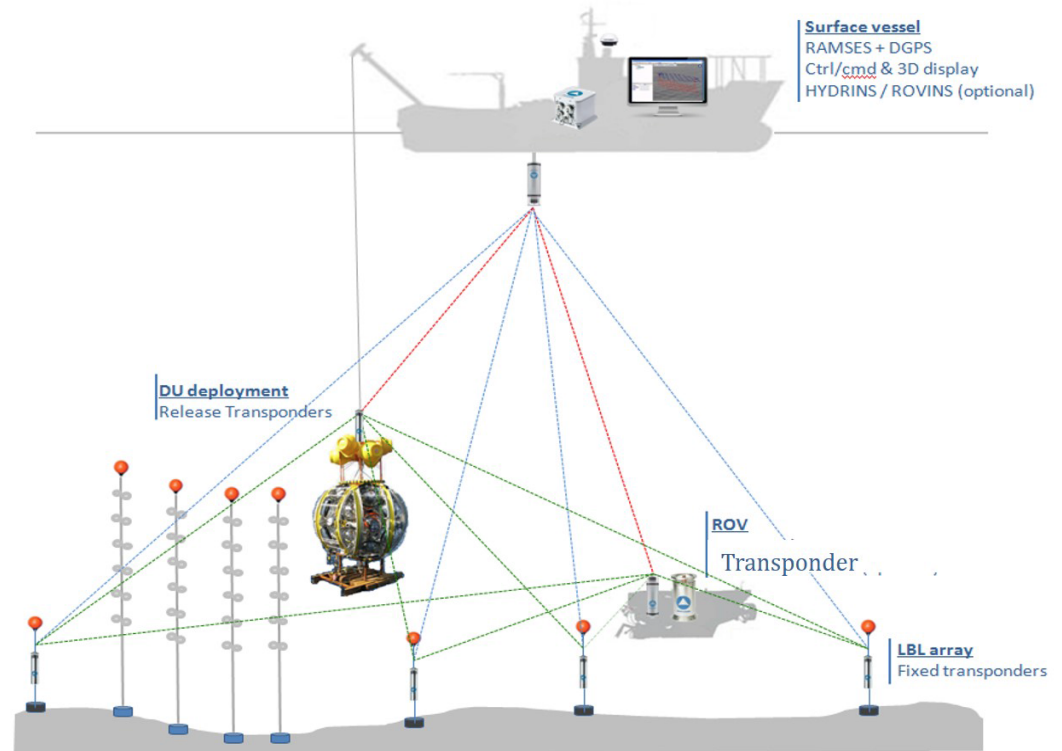 Surface vessel
RAMSES + DGPS
Ctrl/cmd & 3D display
HYDRINS / ROVINS (optional)
DU deployment
Release Transponders
ROV
Transponder
LBL array
Fixed transponders